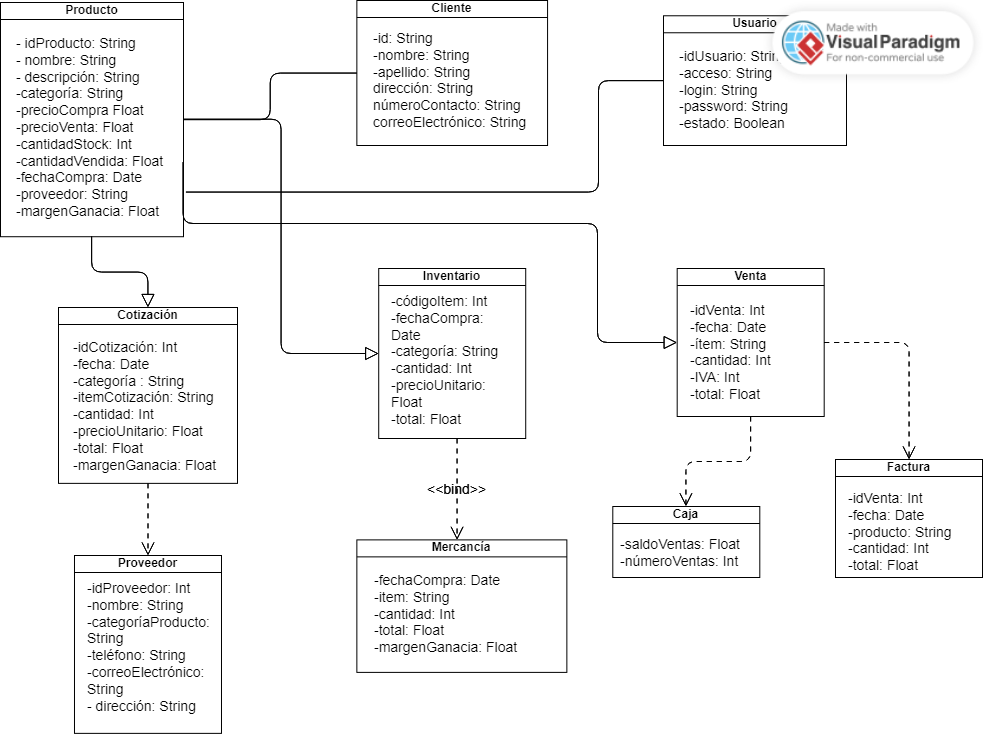 Producto
- idProducto: String
- nombre: String
- descripción: String
-categoría: String
-precioCompra Float
-precioVenta: Float
-cantidadStock: Int
-cantidadVendida: Float
-fechaCompra: Date
-proveedor: String
-margenGanacia: Float
Cliente
-id: String
-nombre: String
-apellido: String
dirección: String
númeroContacto: String
correoElectrónico: String
Usuario
-idUsuario: String
-acceso: String
-login: String
-password: String
-estado: Boolean
Made with
VisualParadigm
For non-commercial use
Cotización
-idCotización: Int
-fecha: Date
-categoría : String
-itemCotización: String
-cantidad: Int
-precioUnitario: Float
-total: Float
-margenGanacia: Float
Inventario
-códigoItem: Int
-fechaCompra:
Date
-categoría: String
-cantidad: Int
-precioUnitario:
Float
-total: Float
Venta
-idVenta: Int
-fecha: Date
-ítem: String
-cantidad: Int
-IVA: Int
-total: Float
<<bind>>
Proveedor
-idProveedor: Int
-nombre: String
-categoríaProducto:
String
-teléfono: String
-correoElectrónico:
String
- dirección: String
Mercancía
-fechaCompra: Date
-item: String
-cantidad: Int
-total: Float
-margenGanacia: Float
Caja
-saldoVentas: Float
-númeroVentas: Int
Factura
-idVenta: Int
-fecha: Date
-producto: String
-cantidad: Int
-total: Float